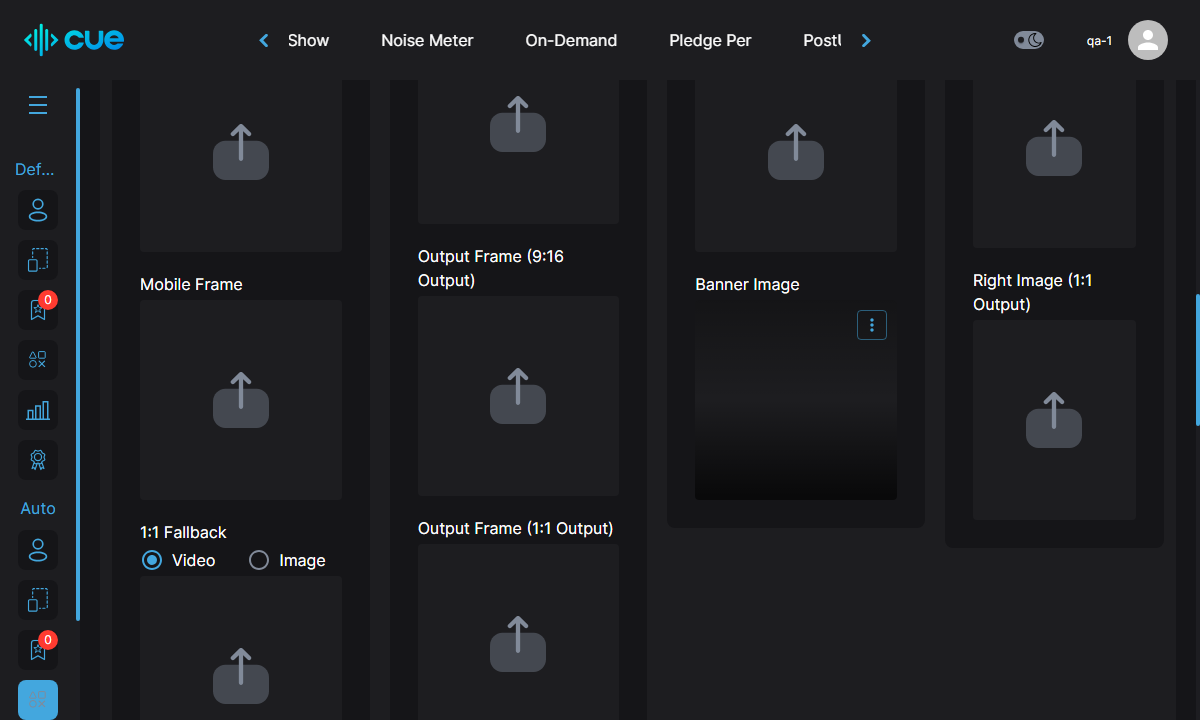 cue
Show
Noise Meter
On-Demand
Pledge Per
qa-1
Def...
0
Auto
0
Mobile Frame
1:1 Fallback
Video
Image
Output Frame (9:16
Output)
Output Frame (1:1 Output)
Banner Image
Right Image (1:1
Output)